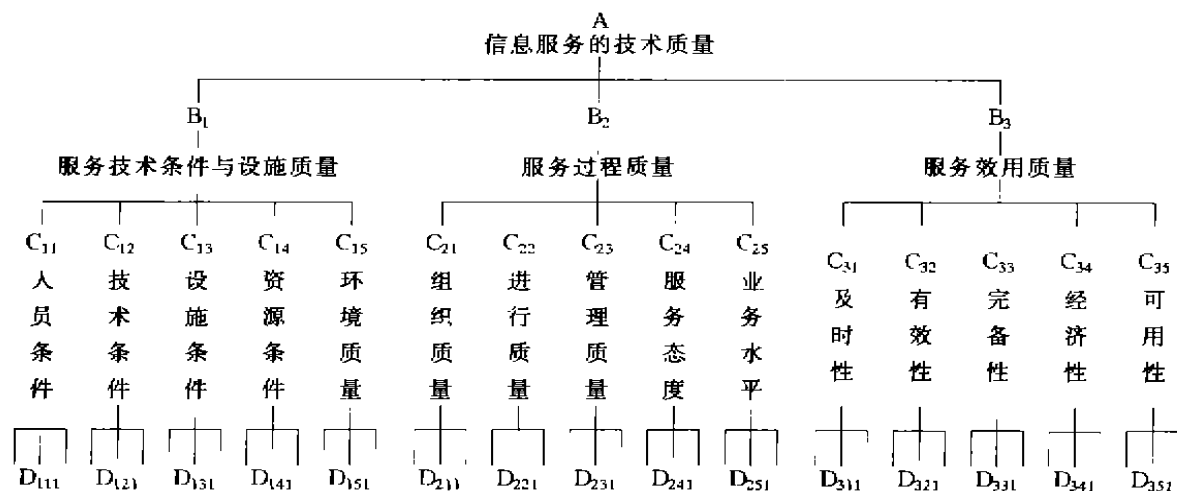 A
信息服务的技术质量
B₁ B₂ B₃
服务技术条件与设施质量 服务过程质量 服务效用质量
C₁₁ C₁₂ C₁₃ C₁₄ C₁₅ C₂₁ C₂₂ C₂₃ C₂₄ C₂₅ C₃₁ C₃₂ C₃₃ C₃₄ C₃₅
人员条件 技术条件 设施条件 资源条件 环境质量 组织质量 进行质量 管理质量 服务态度 业务水平 及时性 有效性 完备性 经济性 可用性
D₁₁₁ D₁₂₁ D₁₃₁ D₁₄₁ D₁₅₁ D₂₁₁ D₂₂₁ D₂₃₁ D₂₄₁ D₂₅₁ D₃₁₁ D₃₂₁ D₃₃₁ D₃₄₁ D₃₅₁